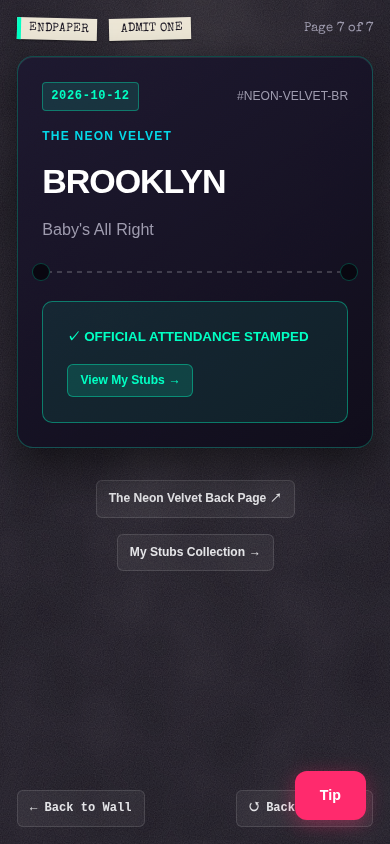 ENDPAPER ADMIT ONE Page 7 of 7
2026-10-12 #NEON-VELVET-BR
THE NEON VELVET
BROOKLYN
Baby's All Right
✓ OFFICIAL ATTENDANCE STAMPED
View My Stubs →
The Neon Velvet Back Page ↗
My Stubs Collection →
← Back to Wall ↺ Back
Tip